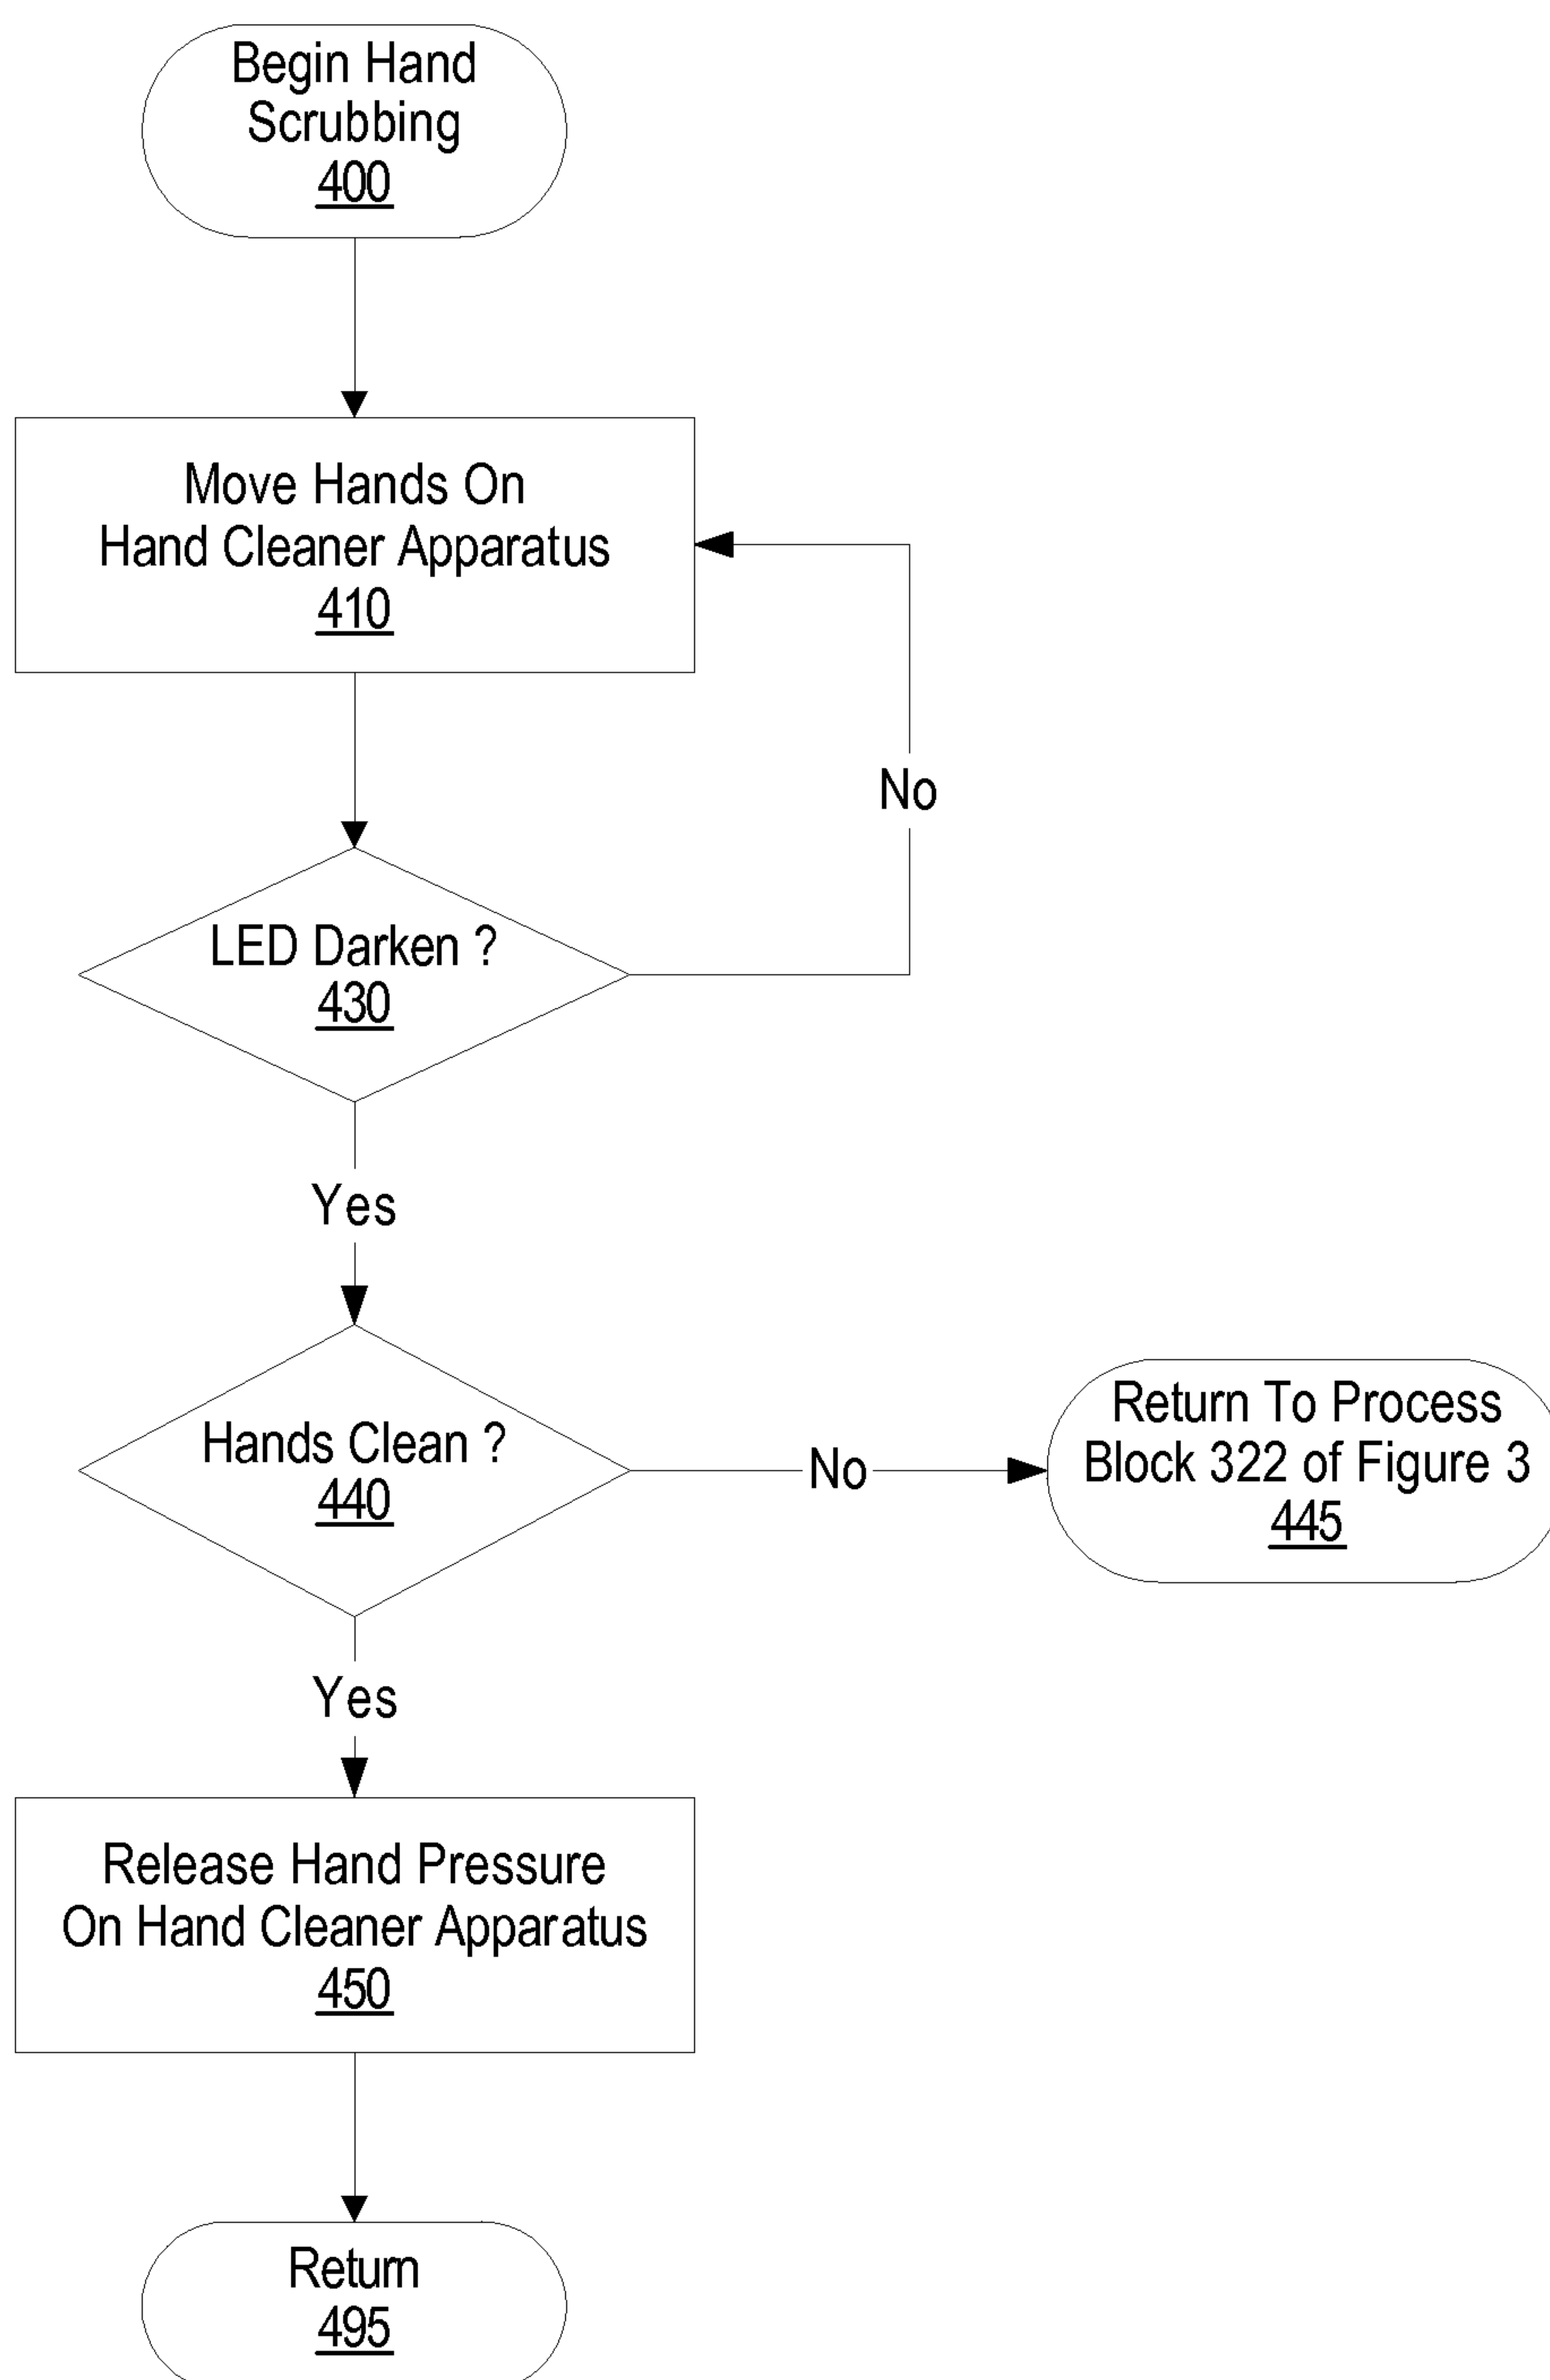 Begin Hand
Scrubbing
400
Move Hands On
Hand Cleaner Apparatus
410
No
LED Darken ?
430
Yes
Hands Clean ?
440
No
Return To Process
Block 322 of Figure 3
445
Yes
Release Hand Pressure
On Hand Cleaner Apparatus
450
Return
495